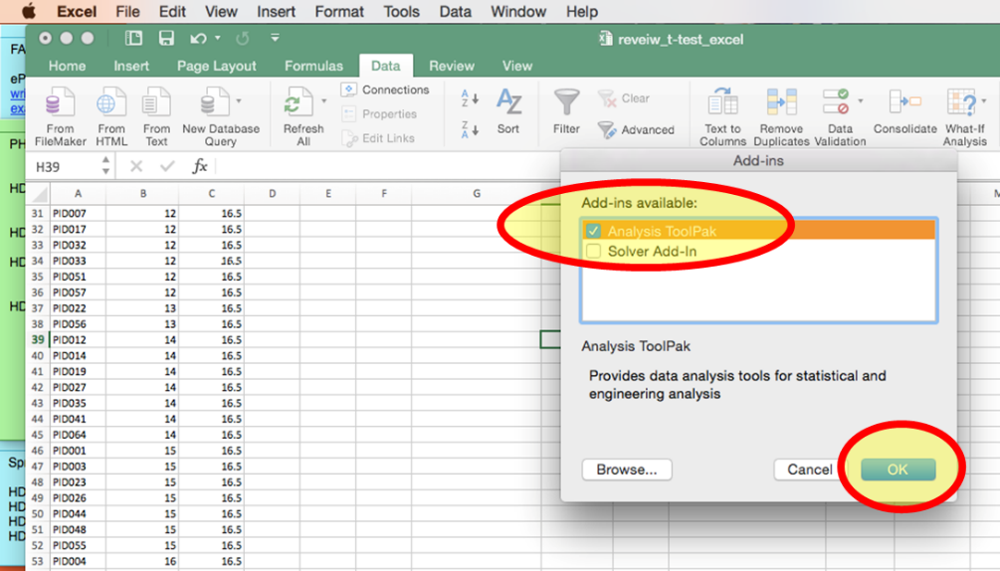 Excel File Edit View Insert Format Tools Data Window Help
reveiw_t-test_excel
Home Insert Page Layout Formulas Data Review View
From FileMaker
From HTML
From Text
New Database Query
Refresh All
Connections
Properties
Edit Links
Sort
Filter
Clear
Advanced
Text to Columns
Remove Duplicates
Data Validation
Consolidate
What-If Analysis
H39 fx
A B C D E F G M
31 PID007 12 16.5
32 PID017 12 16.5
33 PID032 12 16.5
34 PID033 12 16.5
35 PID051 12 16.5
36 PID057 12 16.5
37 PID022 13 16.5
38 PID056 13 16.5
39 PID012 14 16.5
40 PID014 14 16.5
41 PID019 14 16.5
42 PID027 14 16.5
43 PID035 14 16.5
44 PID041 14 16.5
45 PID064 14 16.5
46 PID001 15 16.5
47 PID003 15 16.5
48 PID023 15 16.5
49 PID026 15 16.5
50 PID044 15 16.5
51 PID048 15 16.5
52 PID055 15 16.5
53 PID004 16 16.5
Add-ins
Add-ins available:
Analysis ToolPak
Solver Add-In
Analysis ToolPak
Provides data analysis tools for statistical and
engineering analysis
Browse... Cancel OK
FA
eP
wri
exa
PH
HD
HD
HD
HD
Spr
HD
HD
HD
HD